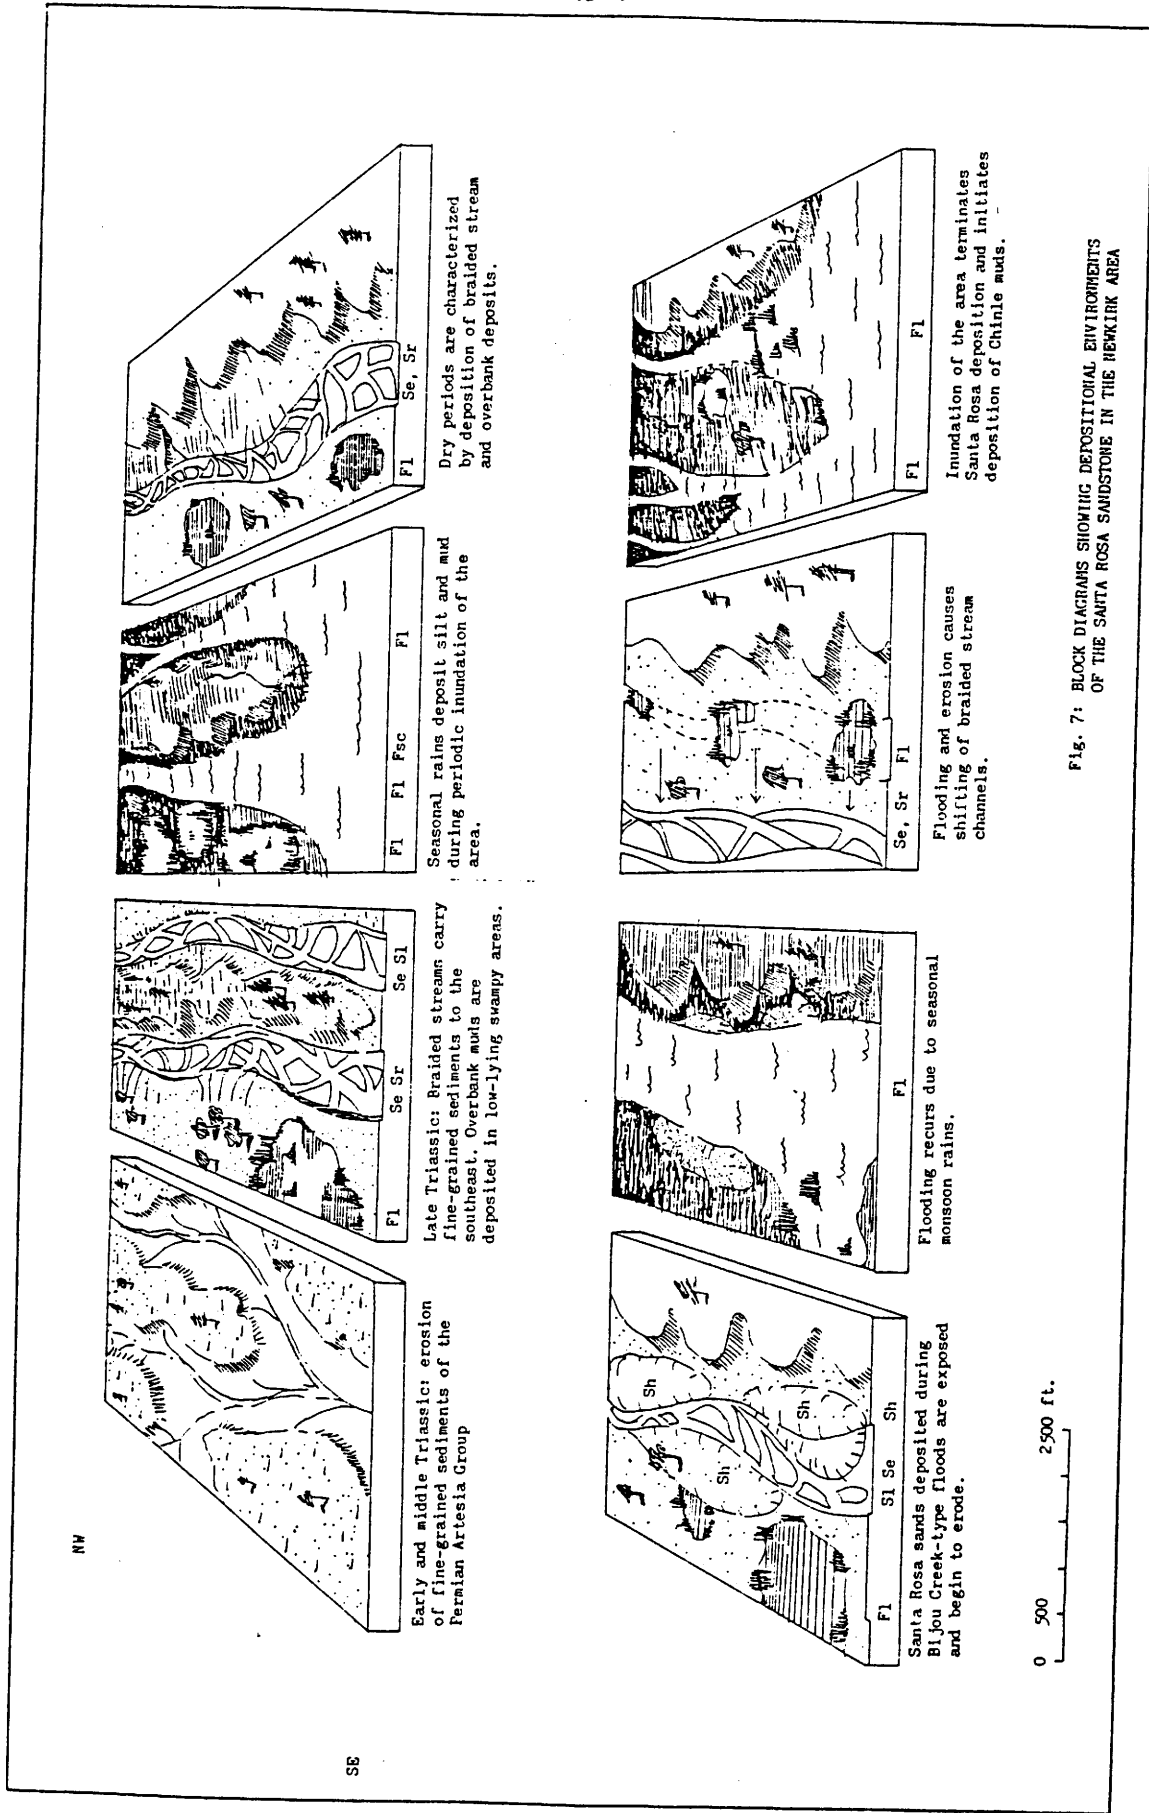 NW
SE
Early and middle Triassic: erosion
of fine-grained sediments of the
Permian Artesia Group
Fl
Se Sr
Se Sl
Late Triassic: Braided streams carry
fine-grained sediments to the
southeast. Overbank muds are
deposited in low-lying swampy areas.
Fl
Fl
Fsc
Fl
Seasonal rains deposit silt and mud
during periodic inundation of the
area.
Fl
Se, Sr
Dry periods are characterized
by deposition of braided stream
and overbank deposits.
Sh
Sh
Sh
Fl
Sl Se
Sh
Santa Rosa sands deposited during
Bijou Creek-type floods are exposed
and begin to erode.
Fl
Flooding recurs due to seasonal
monsoon rains.
Se, Sr
Fl
Flooding and erosion causes
shifting of braided stream
channels.
Fl
Fl
Inundation of the area terminates
Santa Rosa deposition and initiates
deposition of Chinle muds.
0 500 2500 ft.
Fig. 7: BLOCK DIAGRAMS SHOWING DEPOSITIONAL ENVIRONMENTS
OF THE SANTA ROSA SANDSTONE IN THE NEWKIRK AREA